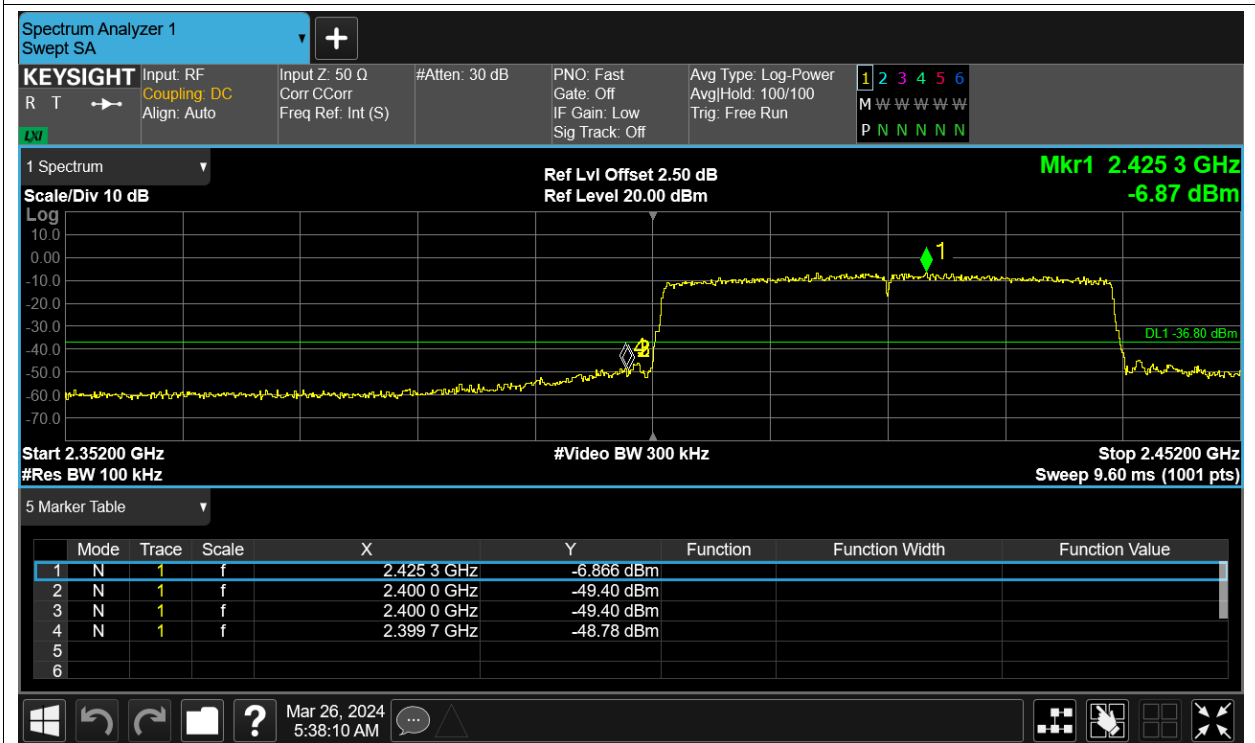 Spectrum Analyzer 1
Swept SA
KEYSIGHT
R T
LXI
Input: RF
Coupling: DC
Align: Auto
Input Z: 50 Ω
Corr CCorr
Freq Ref: Int (S)
#Atten: 30 dB
PNO: Fast
Gate: Off
IF Gain: Low
Sig Track: Off
Avg Type: Log-Power
Avg|Hold: 100/100
Trig: Free Run
1 2 3 4 5 6
M W W W W W
P N N N N N
1 Spectrum
Scale/Div 10 dB
Ref Lvl Offset 2.50 dB
Ref Level 20.00 dBm
Mkr1 2.425 3 GHz
-6.87 dBm
Log
10.0
0.00
-10.0
-20.0
-30.0
-40.0
-50.0
-60.0
-70.0
1
DL1 -36.80 dBm
Start 2.35200 GHz
#Res BW 100 kHz
#Video BW 300 kHz
Stop 2.45200 GHz
Sweep 9.60 ms (1001 pts)
5 Marker Table
Mode Trace Scale X Y Function Function Width Function Value
1 N 1 f 2.425 3 GHz -6.866 dBm
2 N 1 f 2.400 0 GHz -49.40 dBm
3 N 1 f 2.400 0 GHz -49.40 dBm
4 N 1 f 2.399 7 GHz -48.78 dBm
5
6
?
Mar 26, 2024
5:38:10 AM